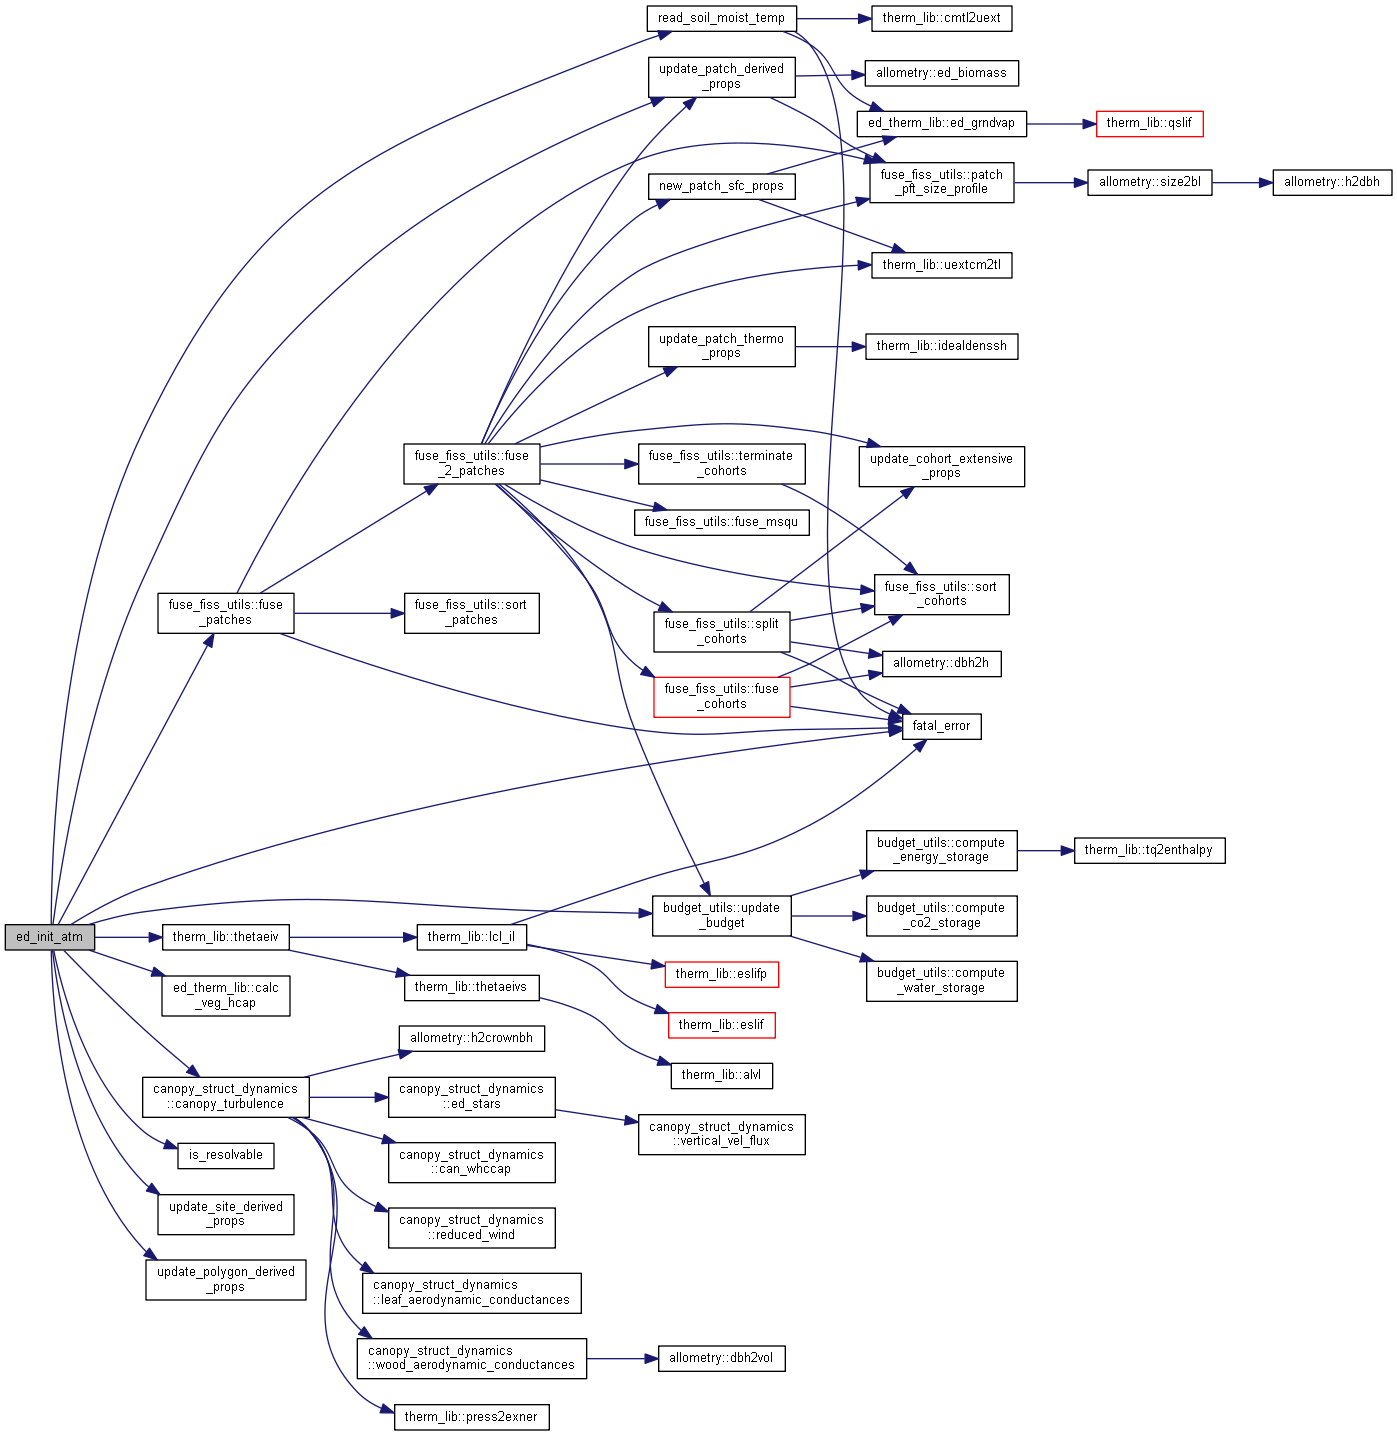 read_soil_moist_temp
therm_lib::cmtl2uext
update_patch_derived
_props
allometry::ed_biomass
ed_therm_lib::ed_grndvap
therm_lib::qslif
new_patch_sfc_props
fuse_fiss_utils::patch
_pft_size_profile
allometry::size2bl
allometry::h2dbh
therm_lib::uextcm2tl
update_patch_thermo
_props
therm_lib::idealdenssh
fuse_fiss_utils::fuse
_2_patches
fuse_fiss_utils::terminate
_cohorts
update_cohort_extensive
_props
fuse_fiss_utils::fuse_msqu
fuse_fiss_utils::fuse
_patches
fuse_fiss_utils::sort
_patches
fuse_fiss_utils::sort
_cohorts
fuse_fiss_utils::split
_cohorts
allometry::dbh2h
fuse_fiss_utils::fuse
_cohorts
fatal_error
budget_utils::compute
_energy_storage
therm_lib::tq2enthalpy
budget_utils::update
_budget
budget_utils::compute
_co2_storage
ed_init_atm
therm_lib::thetaeiv
therm_lib::lcl_il
therm_lib::eslifp
budget_utils::compute
_water_storage
ed_therm_lib::calc
_veg_hcap
therm_lib::thetaeivs
therm_lib::eslif
allometry::h2crownbh
therm_lib::alvl
canopy_struct_dynamics
::canopy_turbulence
canopy_struct_dynamics
::ed_stars
canopy_struct_dynamics
::vertical_vel_flux
is_resolvable
canopy_struct_dynamics
::can_whccap
update_site_derived
_props
canopy_struct_dynamics
::reduced_wind
update_polygon_derived
_props
canopy_struct_dynamics
::leaf_aerodynamic_conductances
canopy_struct_dynamics
::wood_aerodynamic_conductances
allometry::dbh2vol
therm_lib::press2exner